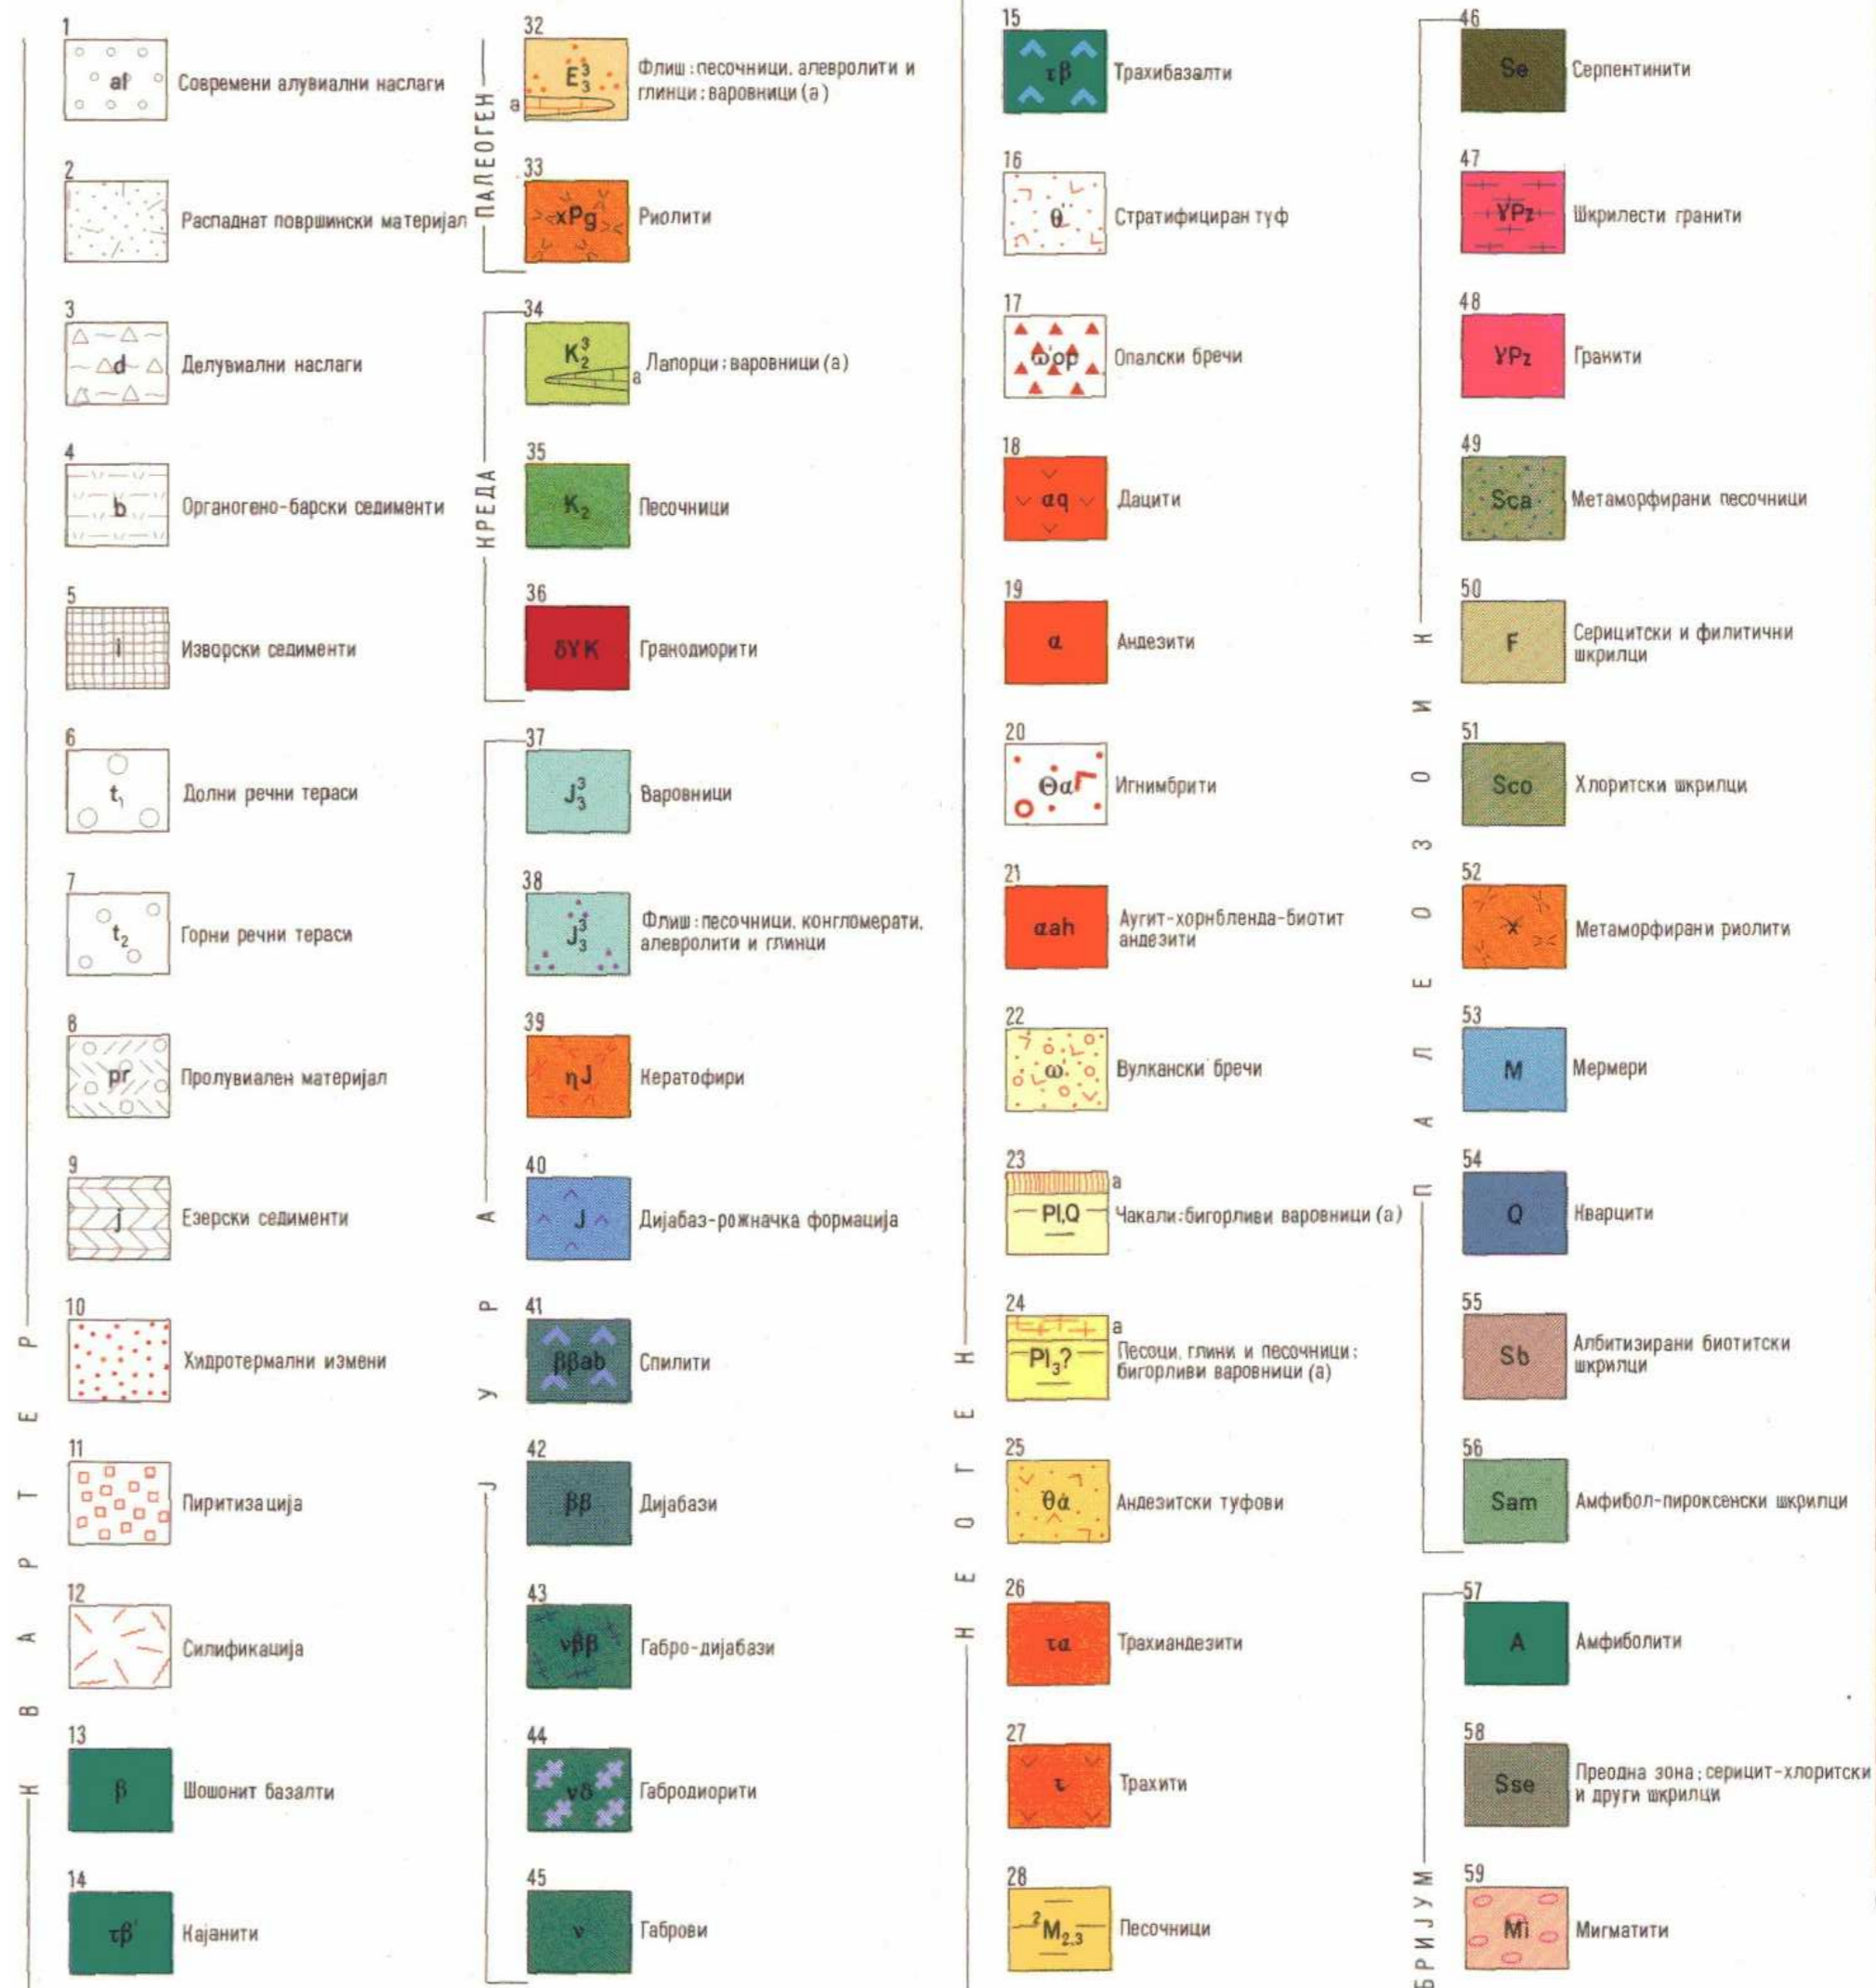 КВАРТЕР
1
al
Современи алувиални наслаги
2
Распаднат површински материјал
3
d
Делувиални наслаги
4
b
Органогено-барски седименти
5
i
Изворски седименти
6
t₁
Долни речни тераси
7
t₂
Горни речни тераси
8
pr
Пролувиален материјал
9
j
Езерски седименти
10
Хидротермални измени
11
Пиритизација
12
Силификација
13
β
Шошонит базалти
14
τβ'
Кајанити
ПАЛЕОГЕН
32
E₃³
a
Флиш: песочници, алевролити и
глинци; варовници (а)
33
xPg
Риолити
КРЕДА
34
K₂³
a
Лапорци; варовници (а)
35
K₂
Песочници
36
δγK
Гранодиорити
ЈУРА
37
J₃³
Варовници
38
J₃³
Флиш: песочници, конгломерати,
алевролити и глинци
39
ηJ
Кератофири
40
J
Дијабаз-рожначка формација
41
ββab
Спилити
42
ββ
Дијабази
43
νββ
Габро-дијабази
44
νδ
Габродиорити
45
ν
Габрови
НЕОГЕН
15
τβ
Трахибазалти
16
θ'
Стратифициран туф
17
ω'op
Опалски бречи
18
αq
Дацити
19
α
Андезити
20
Θα
Игнимбрити
21
αah
Аугит-хорнбленда-биотит
андезити
22
ω
Вулкански бречи
23
a
Pl,Q
Чакали; бигорливи варовници (а)
24
a
Pl₃?
Песоци, глини и песочници;
бигорливи варовници (а)
25
θα
Андезитски туфови
26
τα
Трахиандезити
27
τ
Трахити
28
²M₂,₃
Песочници
ПАЛЕОЗОИК
46
Se
Серпентинити
47
γPz
Шкрилести гранити
48
γPz
Гранити
49
Sca
Метаморфирани песочници
50
F
Серицитски и филитични
шкрилци
51
Sco
Хлоритски шкрилци
52
x
Метаморфирани риолити
53
M
Мермери
54
Q
Кварцити
55
Sb
Албитизирани биотитски
шкрилци
56
Sam
Амфибол-пироксенски шкрилци
БРИЈУМ
57
A
Амфиболити
58
Sse
Преодна зона; серицит-хлоритски
и други шкрилци
59
Mi
Мигматити